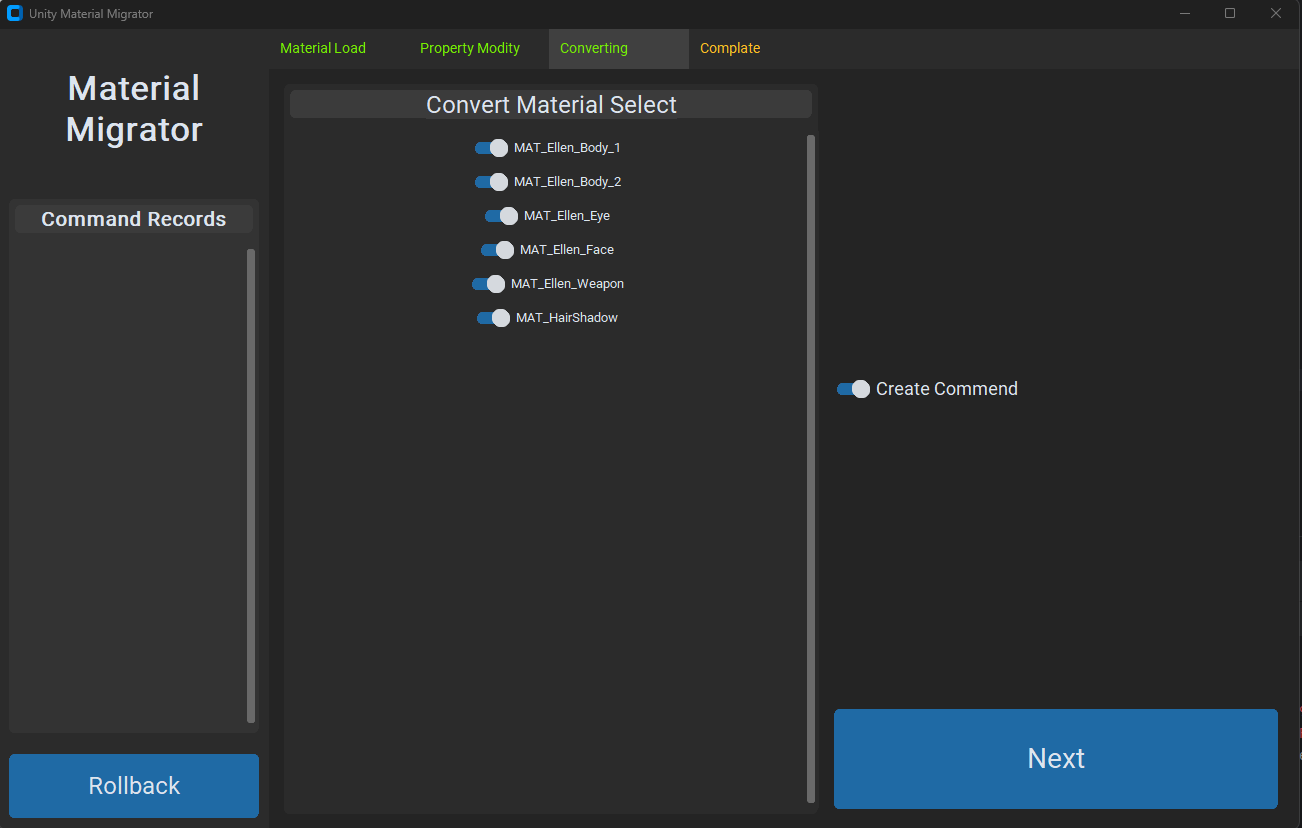 Unity Material Migrator
Material Load
Property Modity
Converting
Complate
Material
Migrator
Command Records
Rollback
Convert Material Select
MAT_Ellen_Body_1
MAT_Ellen_Body_2
MAT_Ellen_Eye
MAT_Ellen_Face
MAT_Ellen_Weapon
MAT_HairShadow
Create Commend
Next